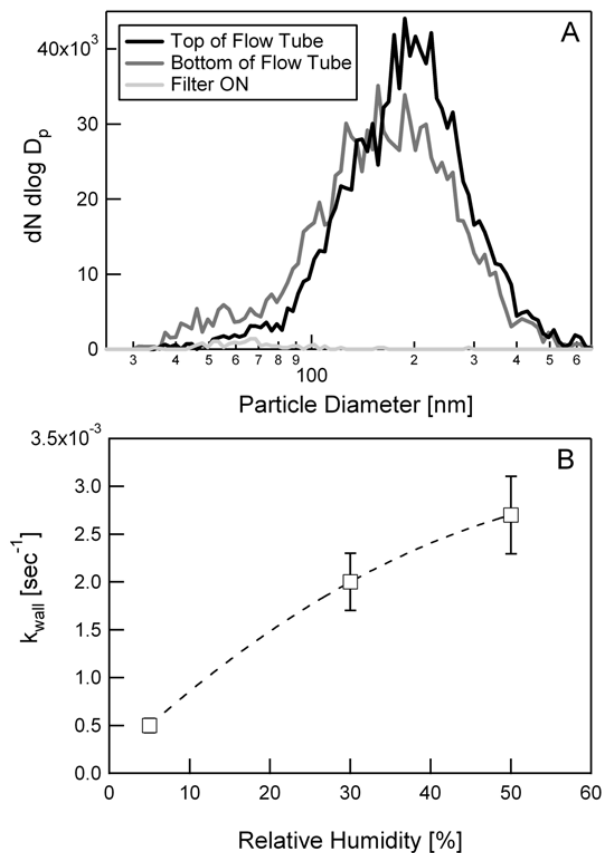 A
40x10³
30
20
10
0
dN dlog Dₚ
Top of Flow Tube
Bottom of Flow Tube
Filter ON
3 4 5 6 7 8 9 100 2 3 4 5 6
Particle Diameter [nm]
B
3.5x10⁻³
3.0
2.5
2.0
1.5
1.0
0.5
0.0
k_wall [sec⁻¹]
0 10 20 30 40 50 60
Relative Humidity [%]